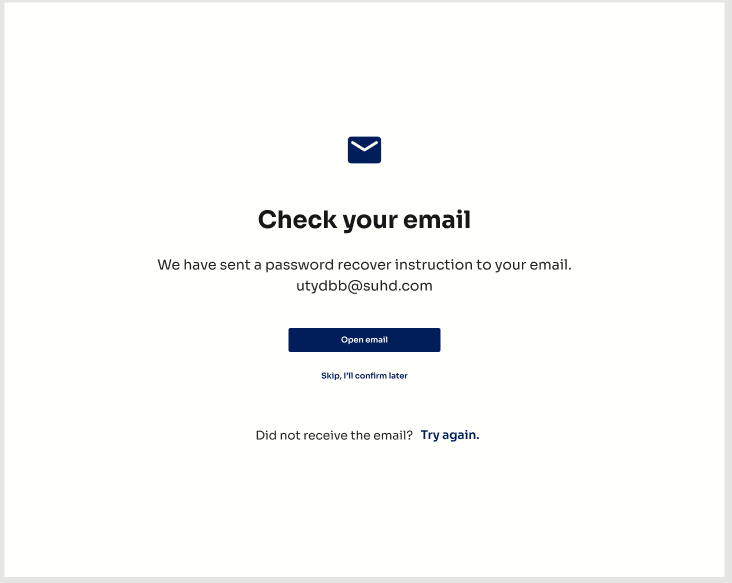 Check your email
We have sent a password recover instruction to your email.
utydbb@suhd.com
Open email
Skip, I'll confirm later
Did not receive the email? Try again.